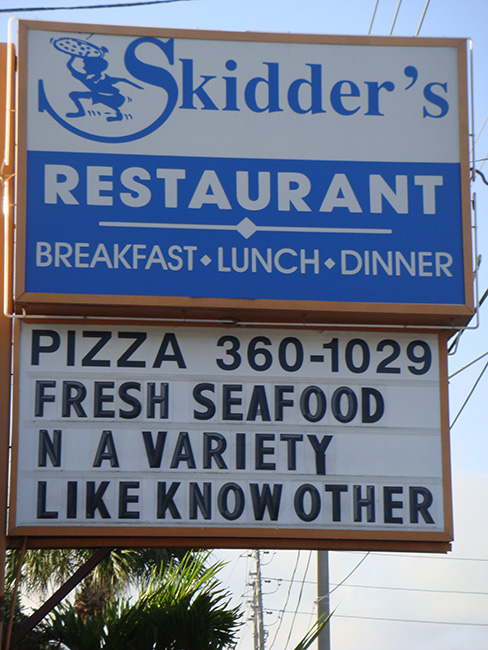 Skidder's
RESTAURANT
BREAKFAST◆LUNCH◆DINNER
PIZZA 360-1029
FRESH SEAFOOD
N A VARIETY
LIKE KNOW OTHER